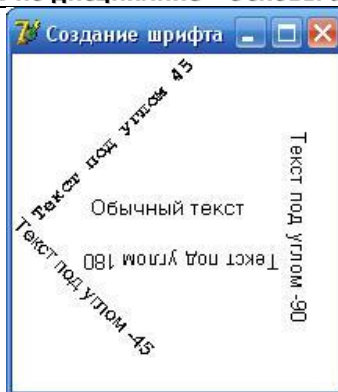 Создание шрифта
Текст под углом 45
Обычный текст
Текст под углом 180
Текст под углом -90
Текст под углом -45